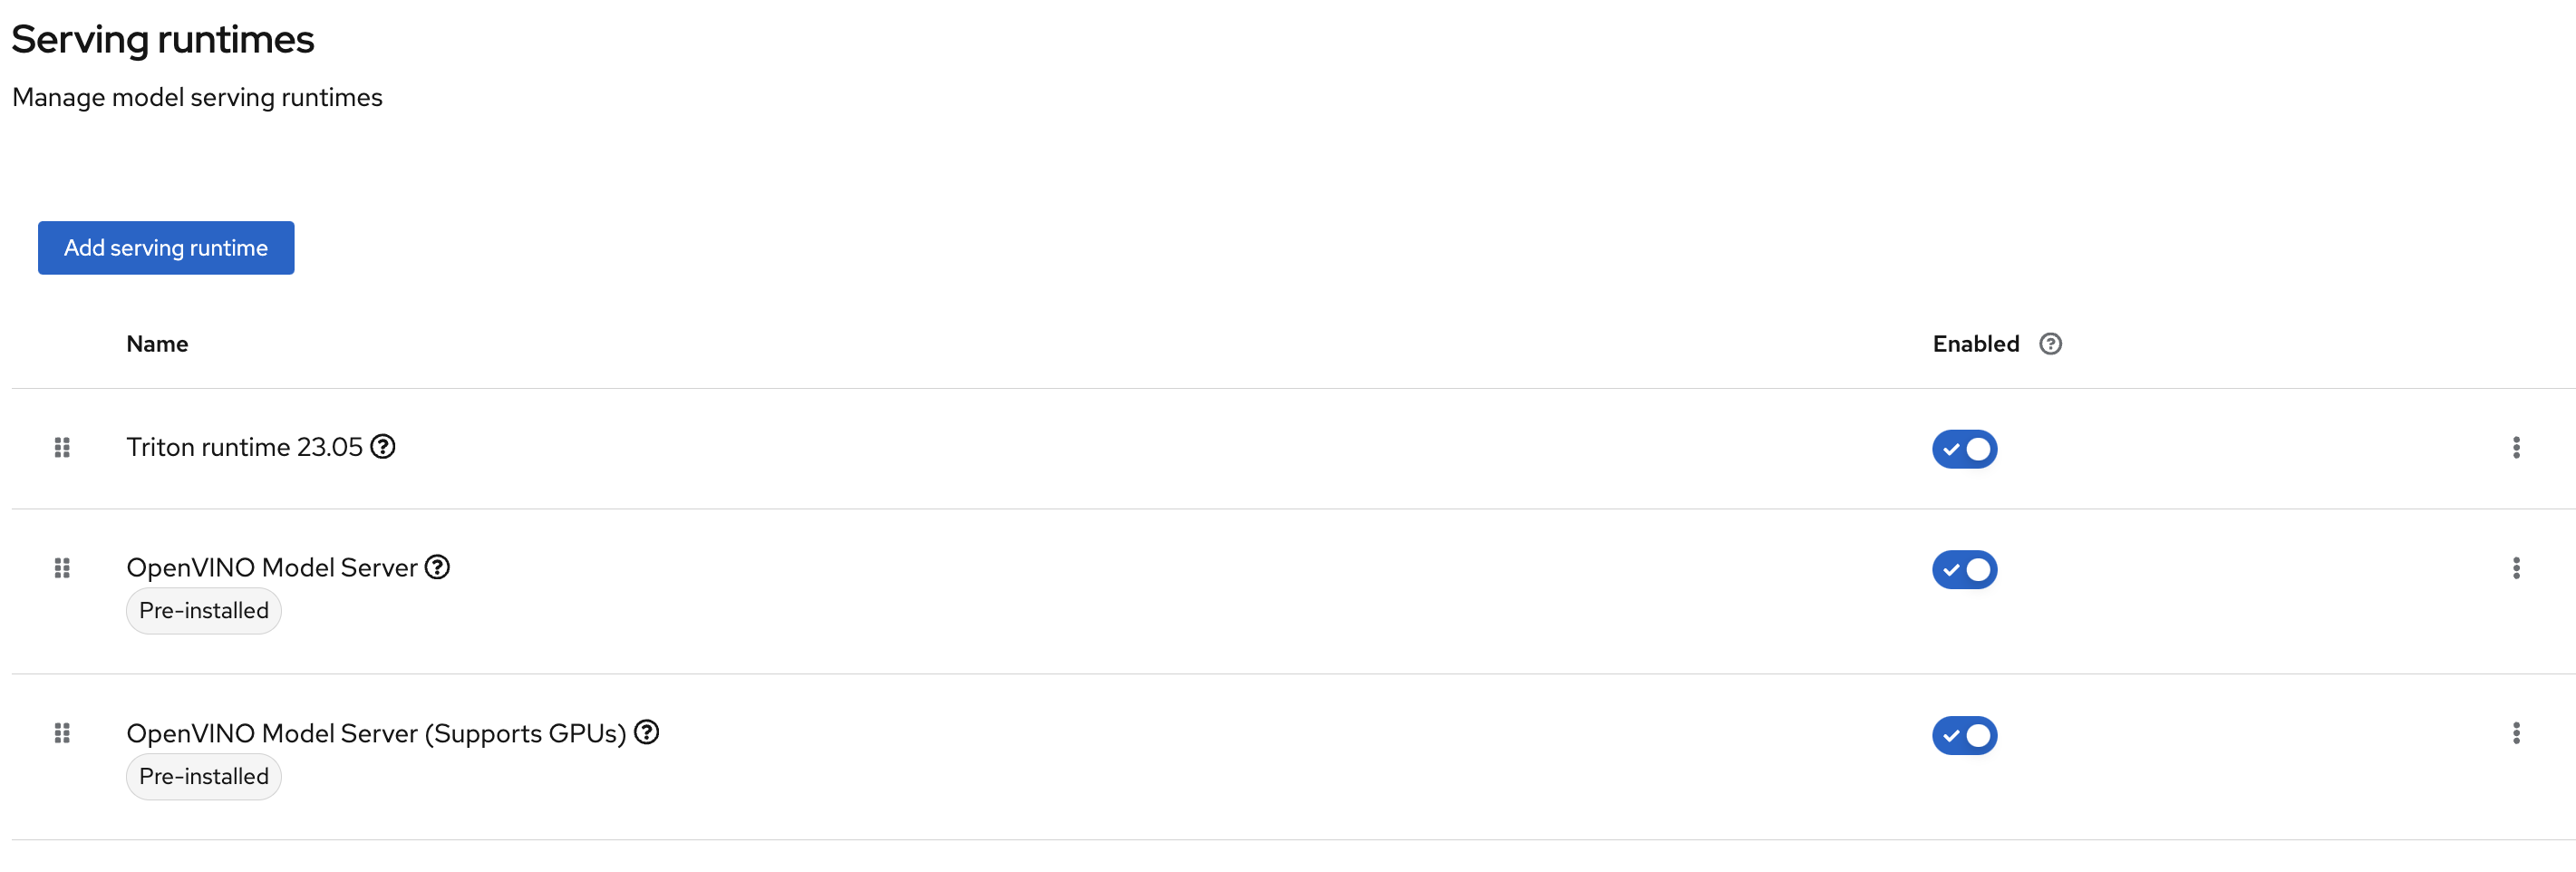 Serving runtimes
Manage model serving runtimes
Add serving runtime
Name Enabled
Triton runtime 23.05
OpenVINO Model Server
Pre-installed
OpenVINO Model Server (Supports GPUs)
Pre-installed